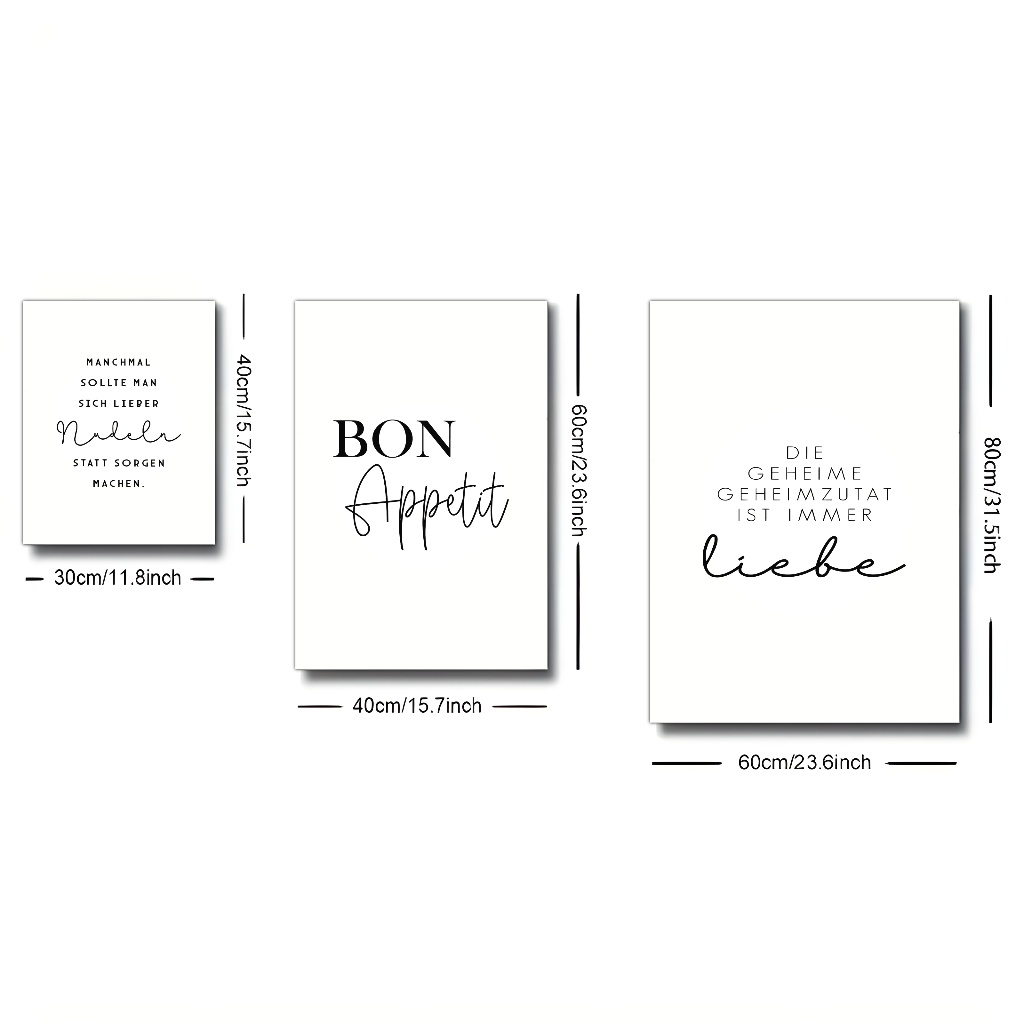 MANCHMAL
SOLLTE MAN
SICH LIEBER
Nudeln
STATT SORGEN
MACHEN.
40cm/15.7inch
30cm/11.8inch
BON
Appetit
60cm/23.6inch
40cm/15.7inch
DIE
GEHEIME
GEHEIMZUTAT
IST IMMER
liebe
80cm/31.5inch
60cm/23.6inch